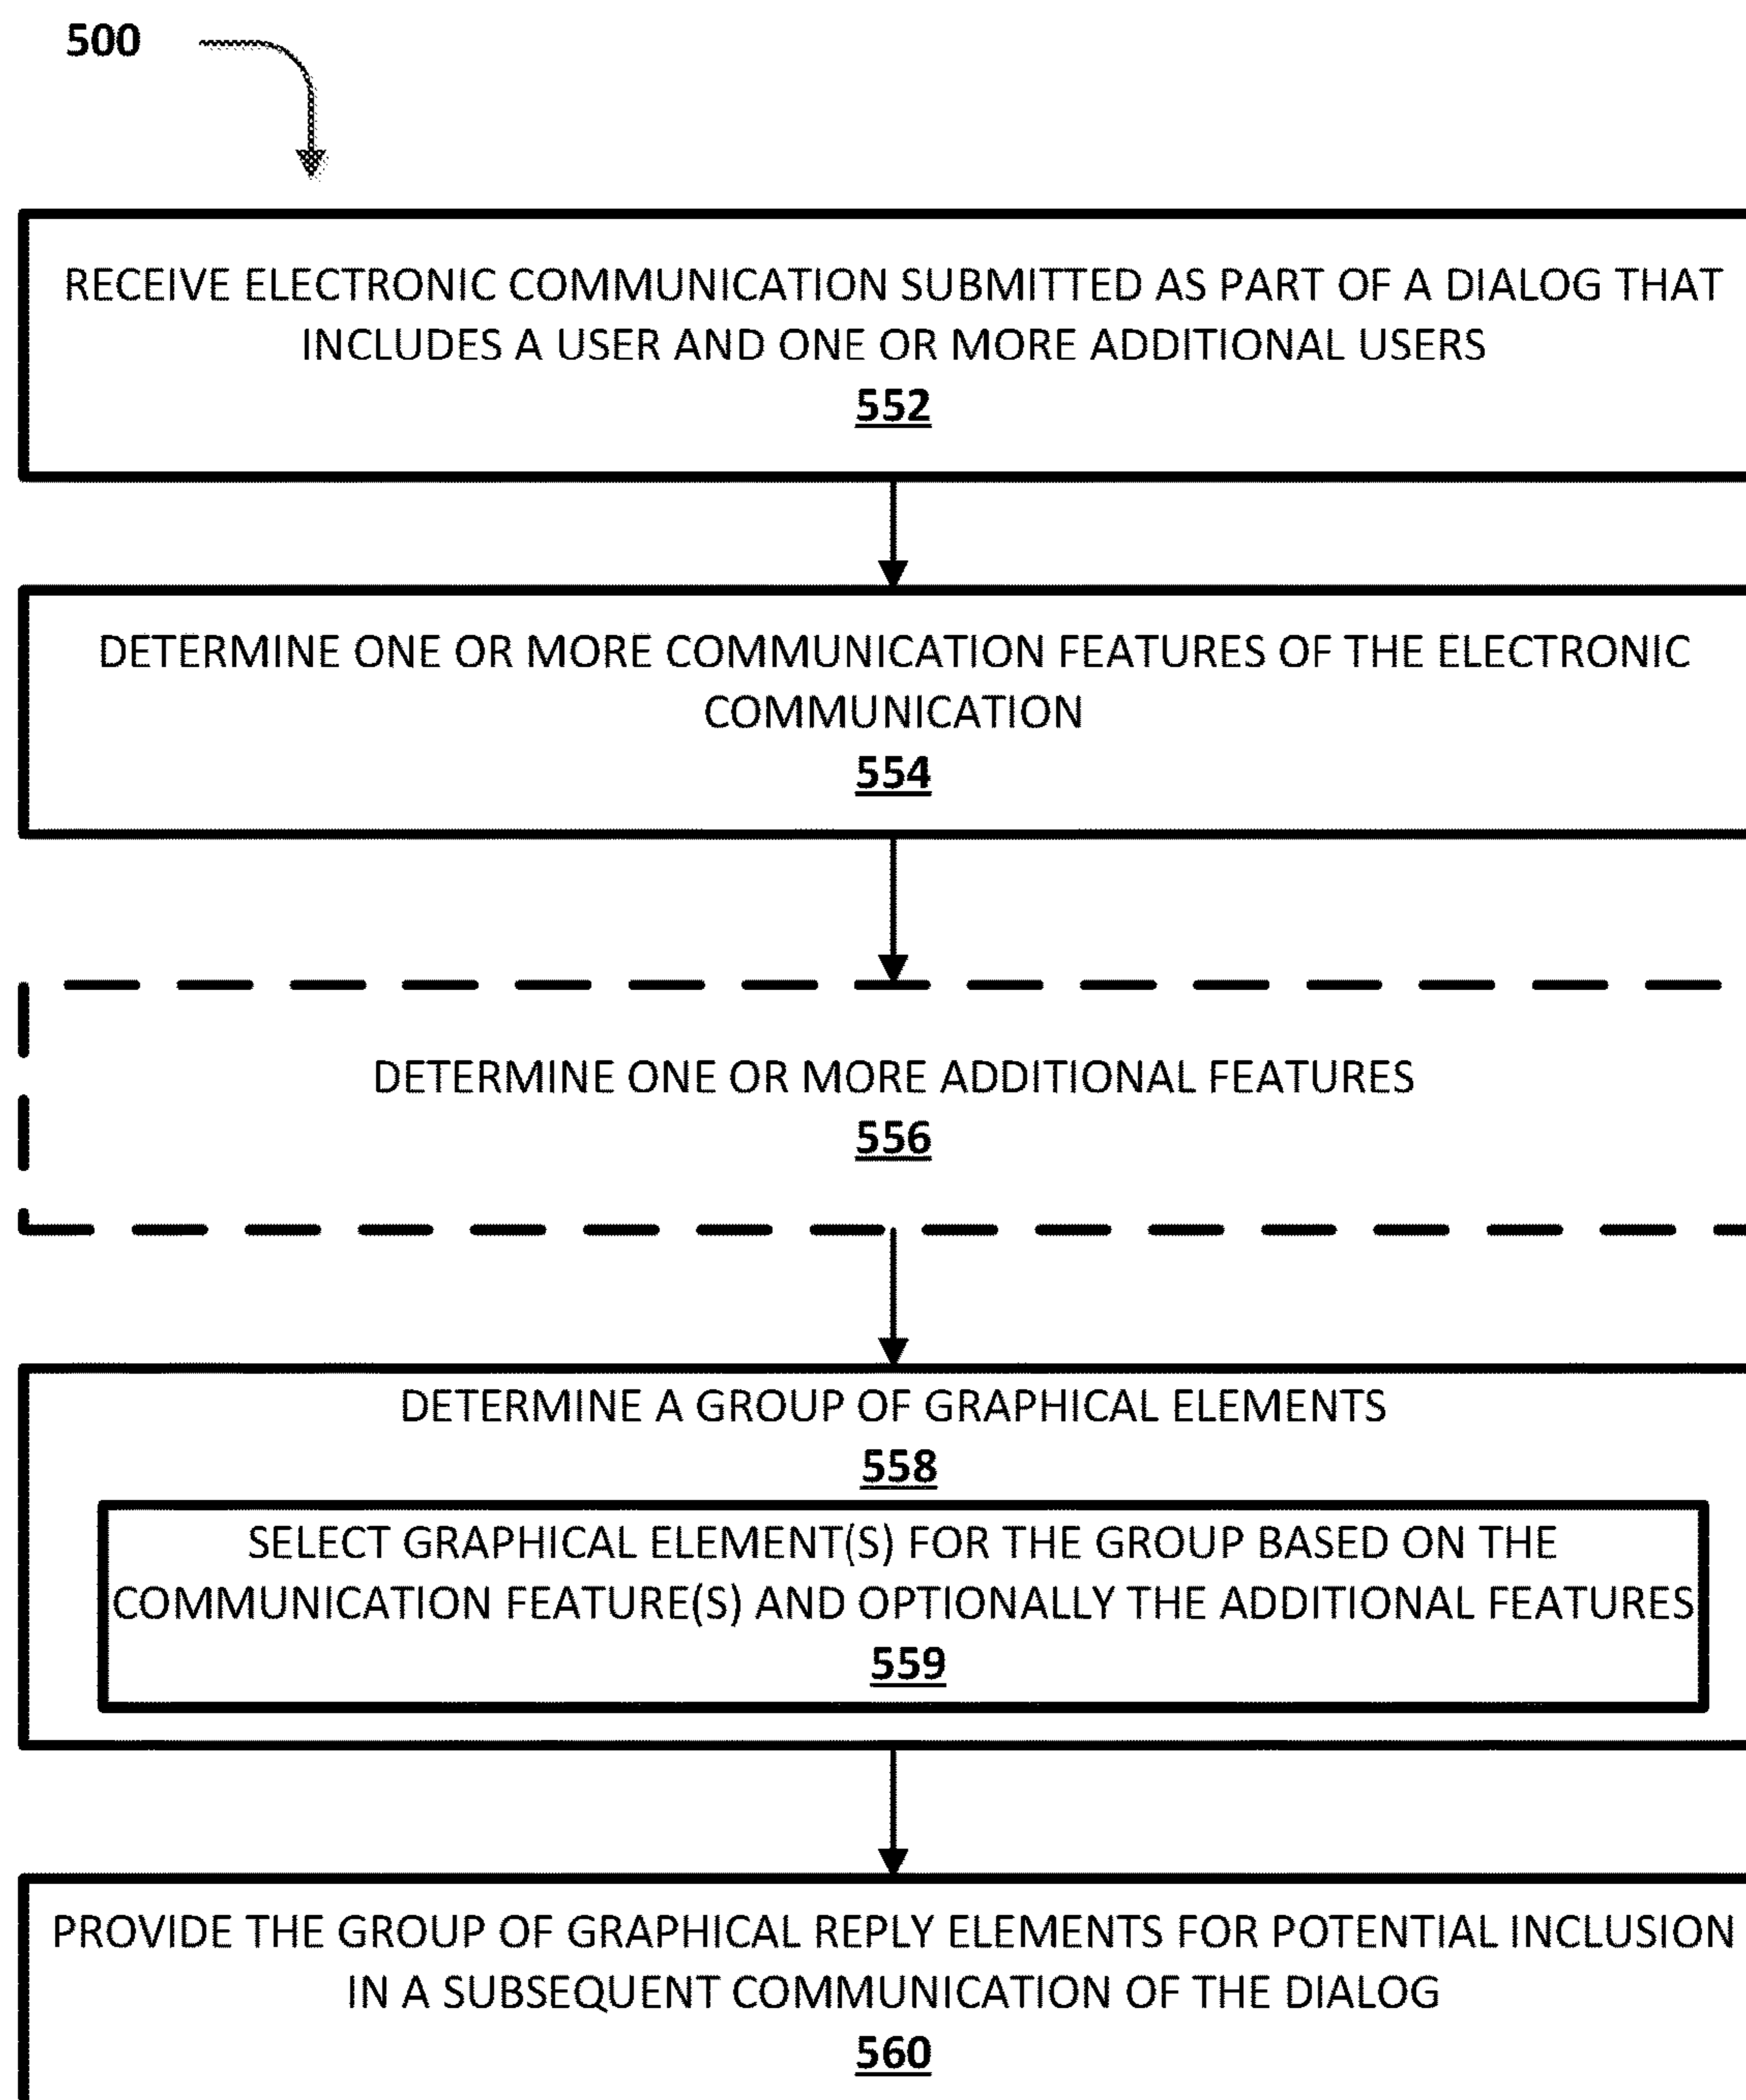 500
RECEIVE ELECTRONIC COMMUNICATION SUBMITTED AS PART OF A DIALOG THAT
INCLUDES A USER AND ONE OR MORE ADDITIONAL USERS
552
DETERMINE ONE OR MORE COMMUNICATION FEATURES OF THE ELECTRONIC
COMMUNICATION
554
DETERMINE ONE OR MORE ADDITIONAL FEATURES
556
DETERMINE A GROUP OF GRAPHICAL ELEMENTS
558
SELECT GRAPHICAL ELEMENT(S) FOR THE GROUP BASED ON THE
COMMUNICATION FEATURE(S) AND OPTIONALLY THE ADDITIONAL FEATURES
559
PROVIDE THE GROUP OF GRAPHICAL REPLY ELEMENTS FOR POTENTIAL INCLUSION
IN A SUBSEQUENT COMMUNICATION OF THE DIALOG
560